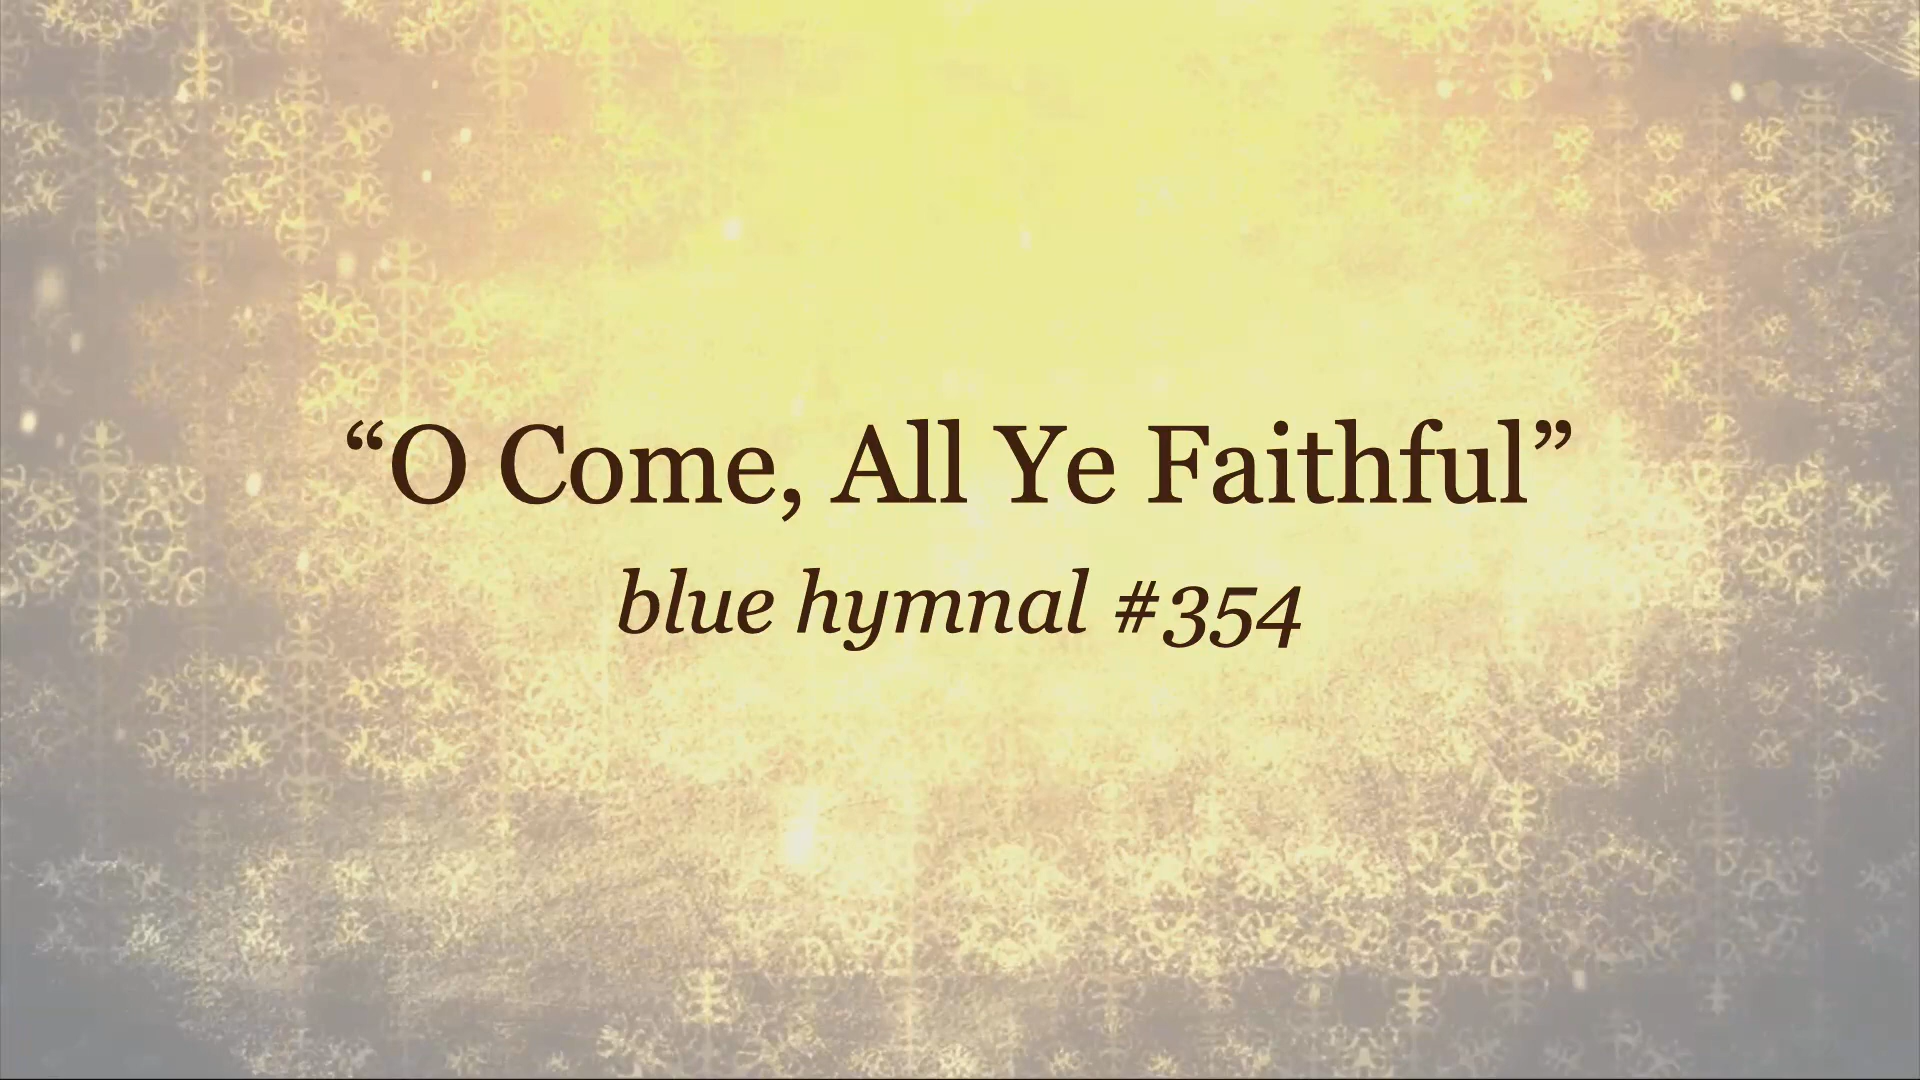 “O Come, All Ye Faithful”
blue hymnal #354